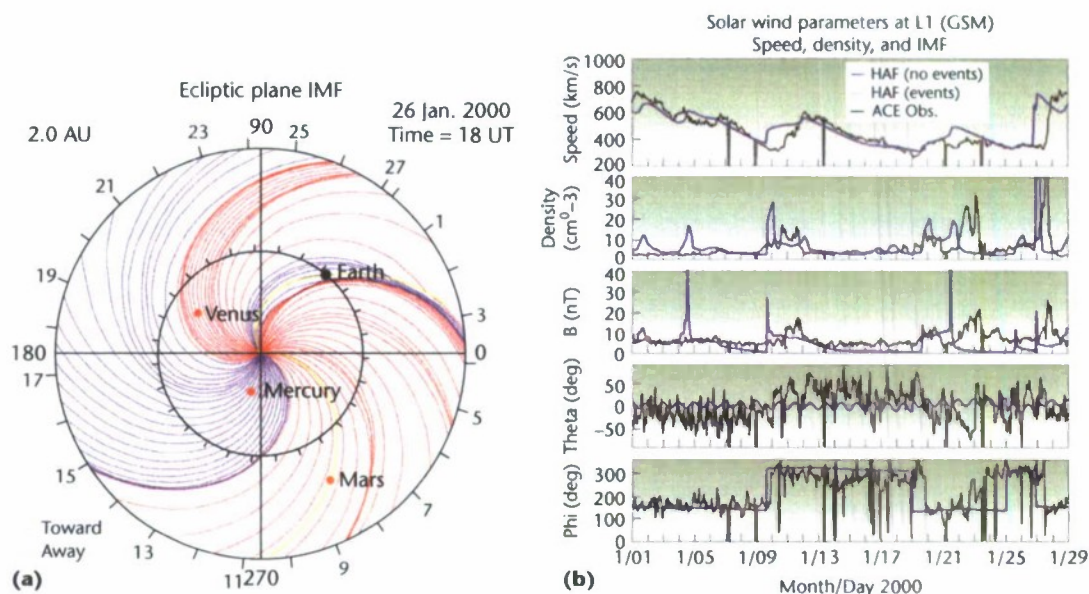 Ecliptic plane IMF
2.0 AU
26 Jan. 2000
Time = 18 UT
90
23
25
27
21
1
19
3
180
0
17
5
15
7
13
9
11
270
Earth
Venus
Mercury
Mars
Toward
Away
(a)
Solar wind parameters at L1 (GSM)
Speed, density, and IMF
HAF (no events)
HAF (events)
ACE Obs.
Speed (km/s)
1000
800
600
400
200
Density
(cm⁰–3)
40
30
20
10
0
B (nT)
40
30
20
10
0
Theta (deg)
50
0
–50
Phi (deg)
300
200
100
0
1/01
1/05
1/09
1/13
1/17
1/21
1/25
1/29
Month/Day 2000
(b)